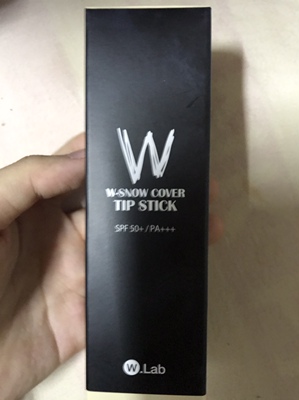 W
W-SNOW COVER
TIP STICK
SPF 50+ / PA+++
W.Lab